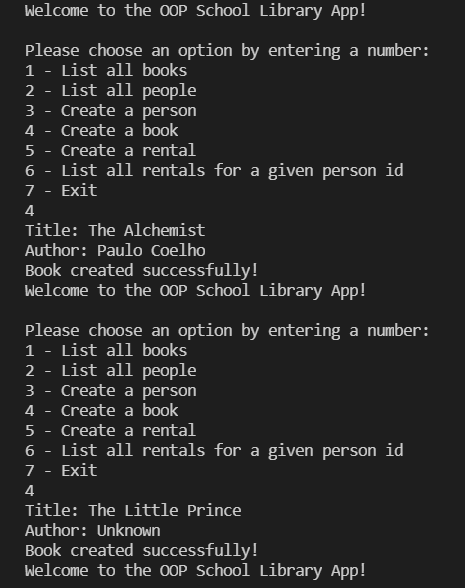 Welcome to the OOP School Library App!
Please choose an option by entering a number:
1 - List all books
2 - List all people
3 - Create a person
4 - Create a book
5 - Create a rental
6 - List all rentals for a given person id
7 - Exit
4
Title: The Alchemist
Author: Paulo Coelho
Book created successfully!
Welcome to the OOP School Library App!
Please choose an option by entering a number:
1 - List all books
2 - List all people
3 - Create a person
4 - Create a book
5 - Create a rental
6 - List all rentals for a given person id
7 - Exit
4
Title: The Little Prince
Author: Unknown
Book created successfully!
Welcome to the OOP School Library App!